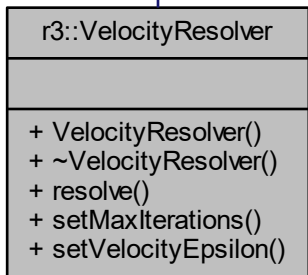 r3::VelocityResolver
+ VelocityResolver()
+ ~VelocityResolver()
+ resolve()
+ setMaxIterations()
+ setVelocityEpsilon()